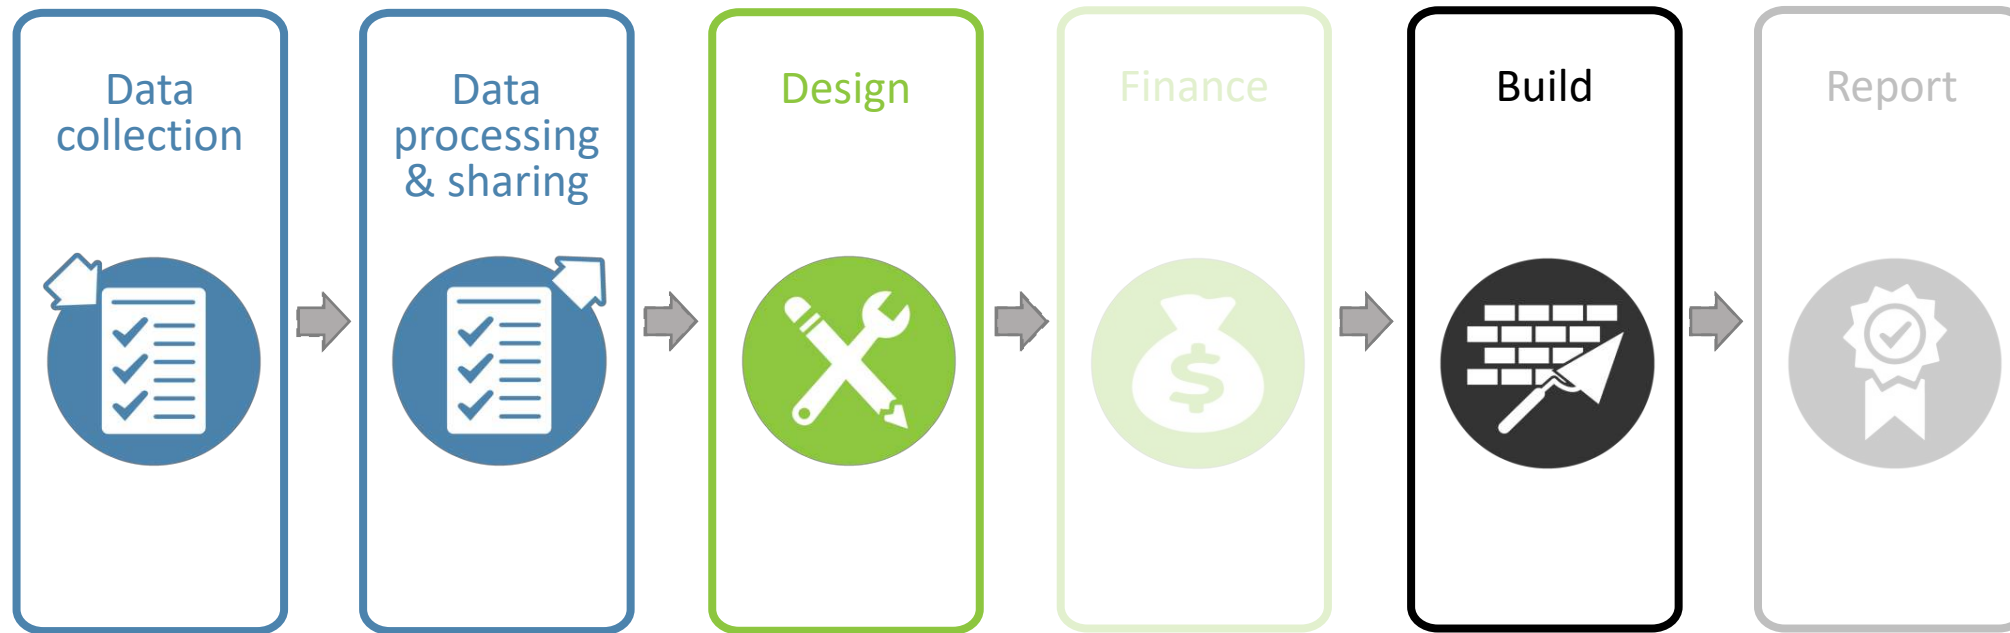 Data
collection
Data
processing
& sharing
Design
Finance
$
Build
Report